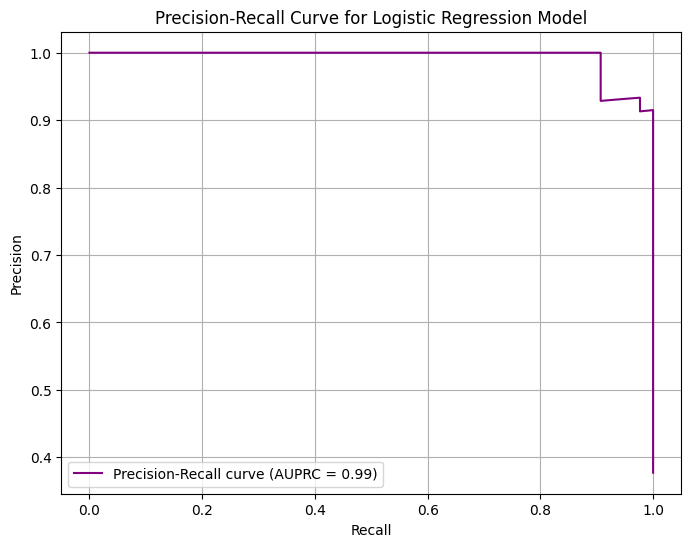 Precision-Recall Curve for Logistic Regression Model
1.0
0.9
0.8
0.7
0.6
0.5
0.4
Precision
Precision-Recall curve (AUPRC = 0.99)
0.0 0.2 0.4 0.6 0.8 1.0
Recall